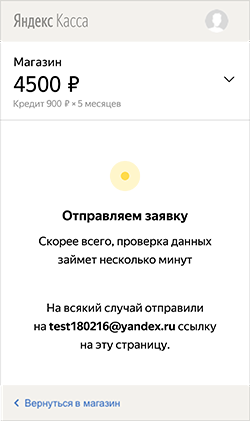 Яндекс Касса
Магазин
4500 ₽
Кредит 900 ₽ × 5 месяцев
Отправляем заявку
Скорее всего, проверка данных
займет несколько минут
На всякий случай отправили
на test180216@yandex.ru ссылку
на эту страницу.
Вернуться в магазин